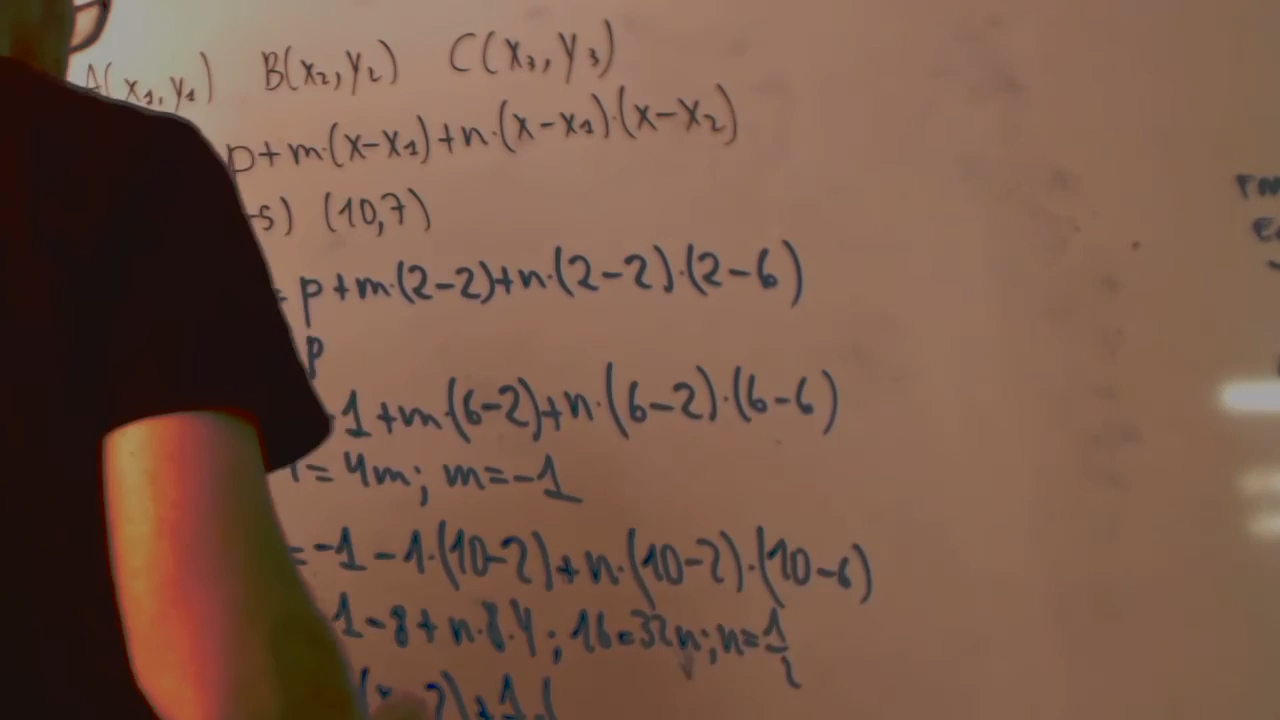 A(x₁,y₁) B(x₂,y₂) C(x₃,y₃)
p+m·(x-x₁)+n·(x-x₁)·(x-x₂)
-5) (10,7)
= p+m·(2-2)+n·(2-2)·(2-6)
p
-1+m·(6-2)+n·(6-2)·(6-6)
= 4m; m=-1
=-1-1·(10-2)+n·(10-2)·(10-6)
1-8+n·8·4; 16=32n; n=1/2